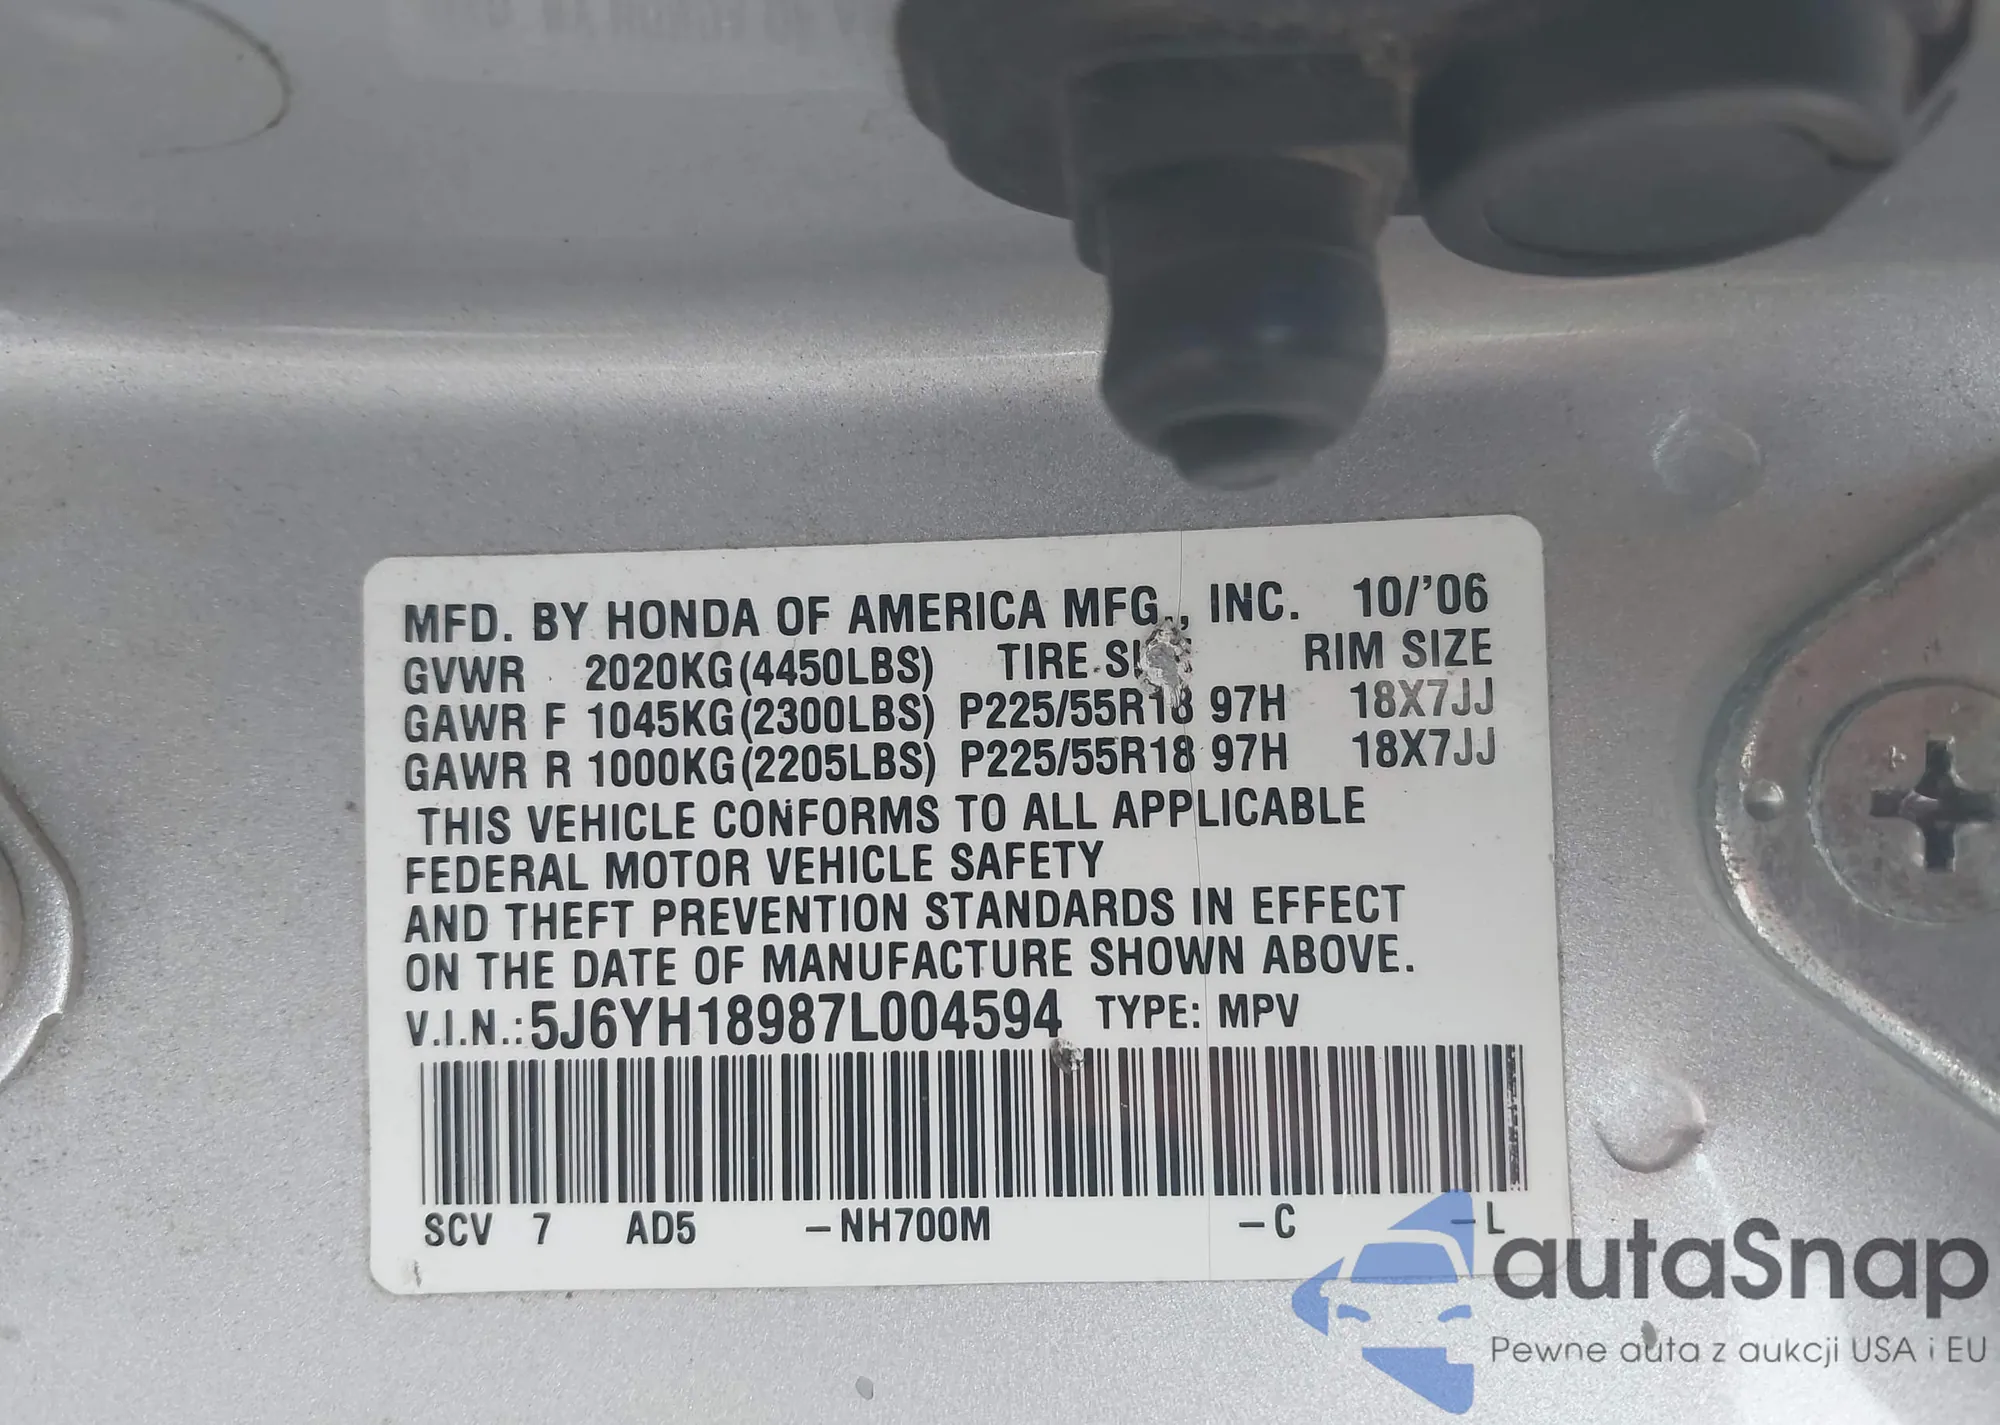 MFD. BY HONDA OF AMERICA MFG., INC. 10/'06
GVWR 2020KG(4450LBS) TIRE RIM SIZE
GAWR F 1045KG(2300LBS) P225/55R18 97H 18X7JJ
GAWR R 1000KG(2205LBS) P225/55R18 97H 18X7JJ
THIS VEHICLE CONFORMS TO ALL APPLICABLE
FEDERAL MOTOR VEHICLE SAFETY
AND THEFT PREVENTION STANDARDS IN EFFECT
ON THE DATE OF MANUFACTURE SHOWN ABOVE.
V.I.N.: 5J6YH18987L004594 TYPE: MPV
SCV 7 AD5 -NH700M -C -L
autaSnap
Pewne auta z aukcji USA i EU